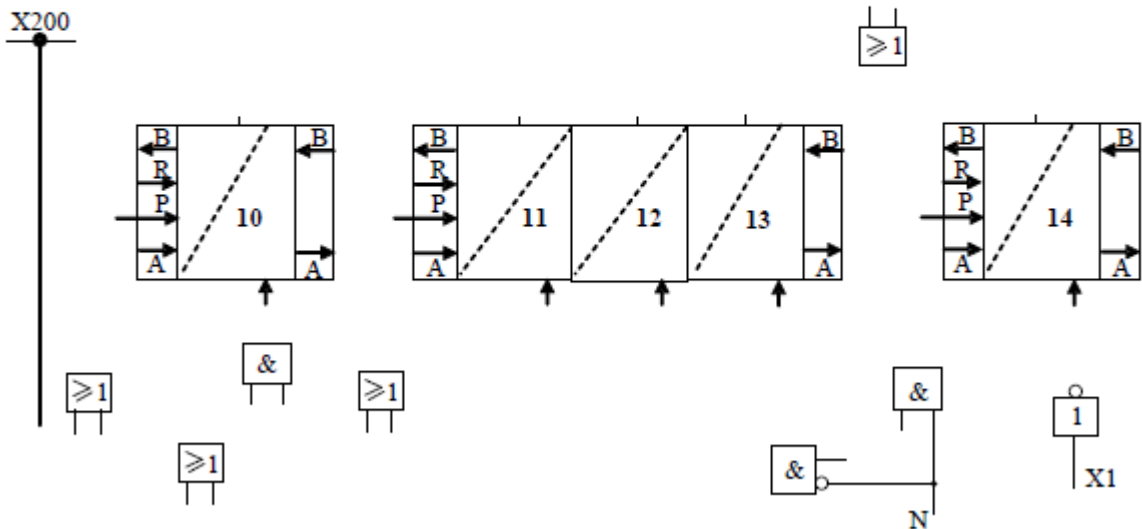 X200
≥1
B B B B B B
R R R
P 10 P 11 12 13 P 14
A A A A A A
& 
≥1 ≥1 & 1
≥1 & X1
N